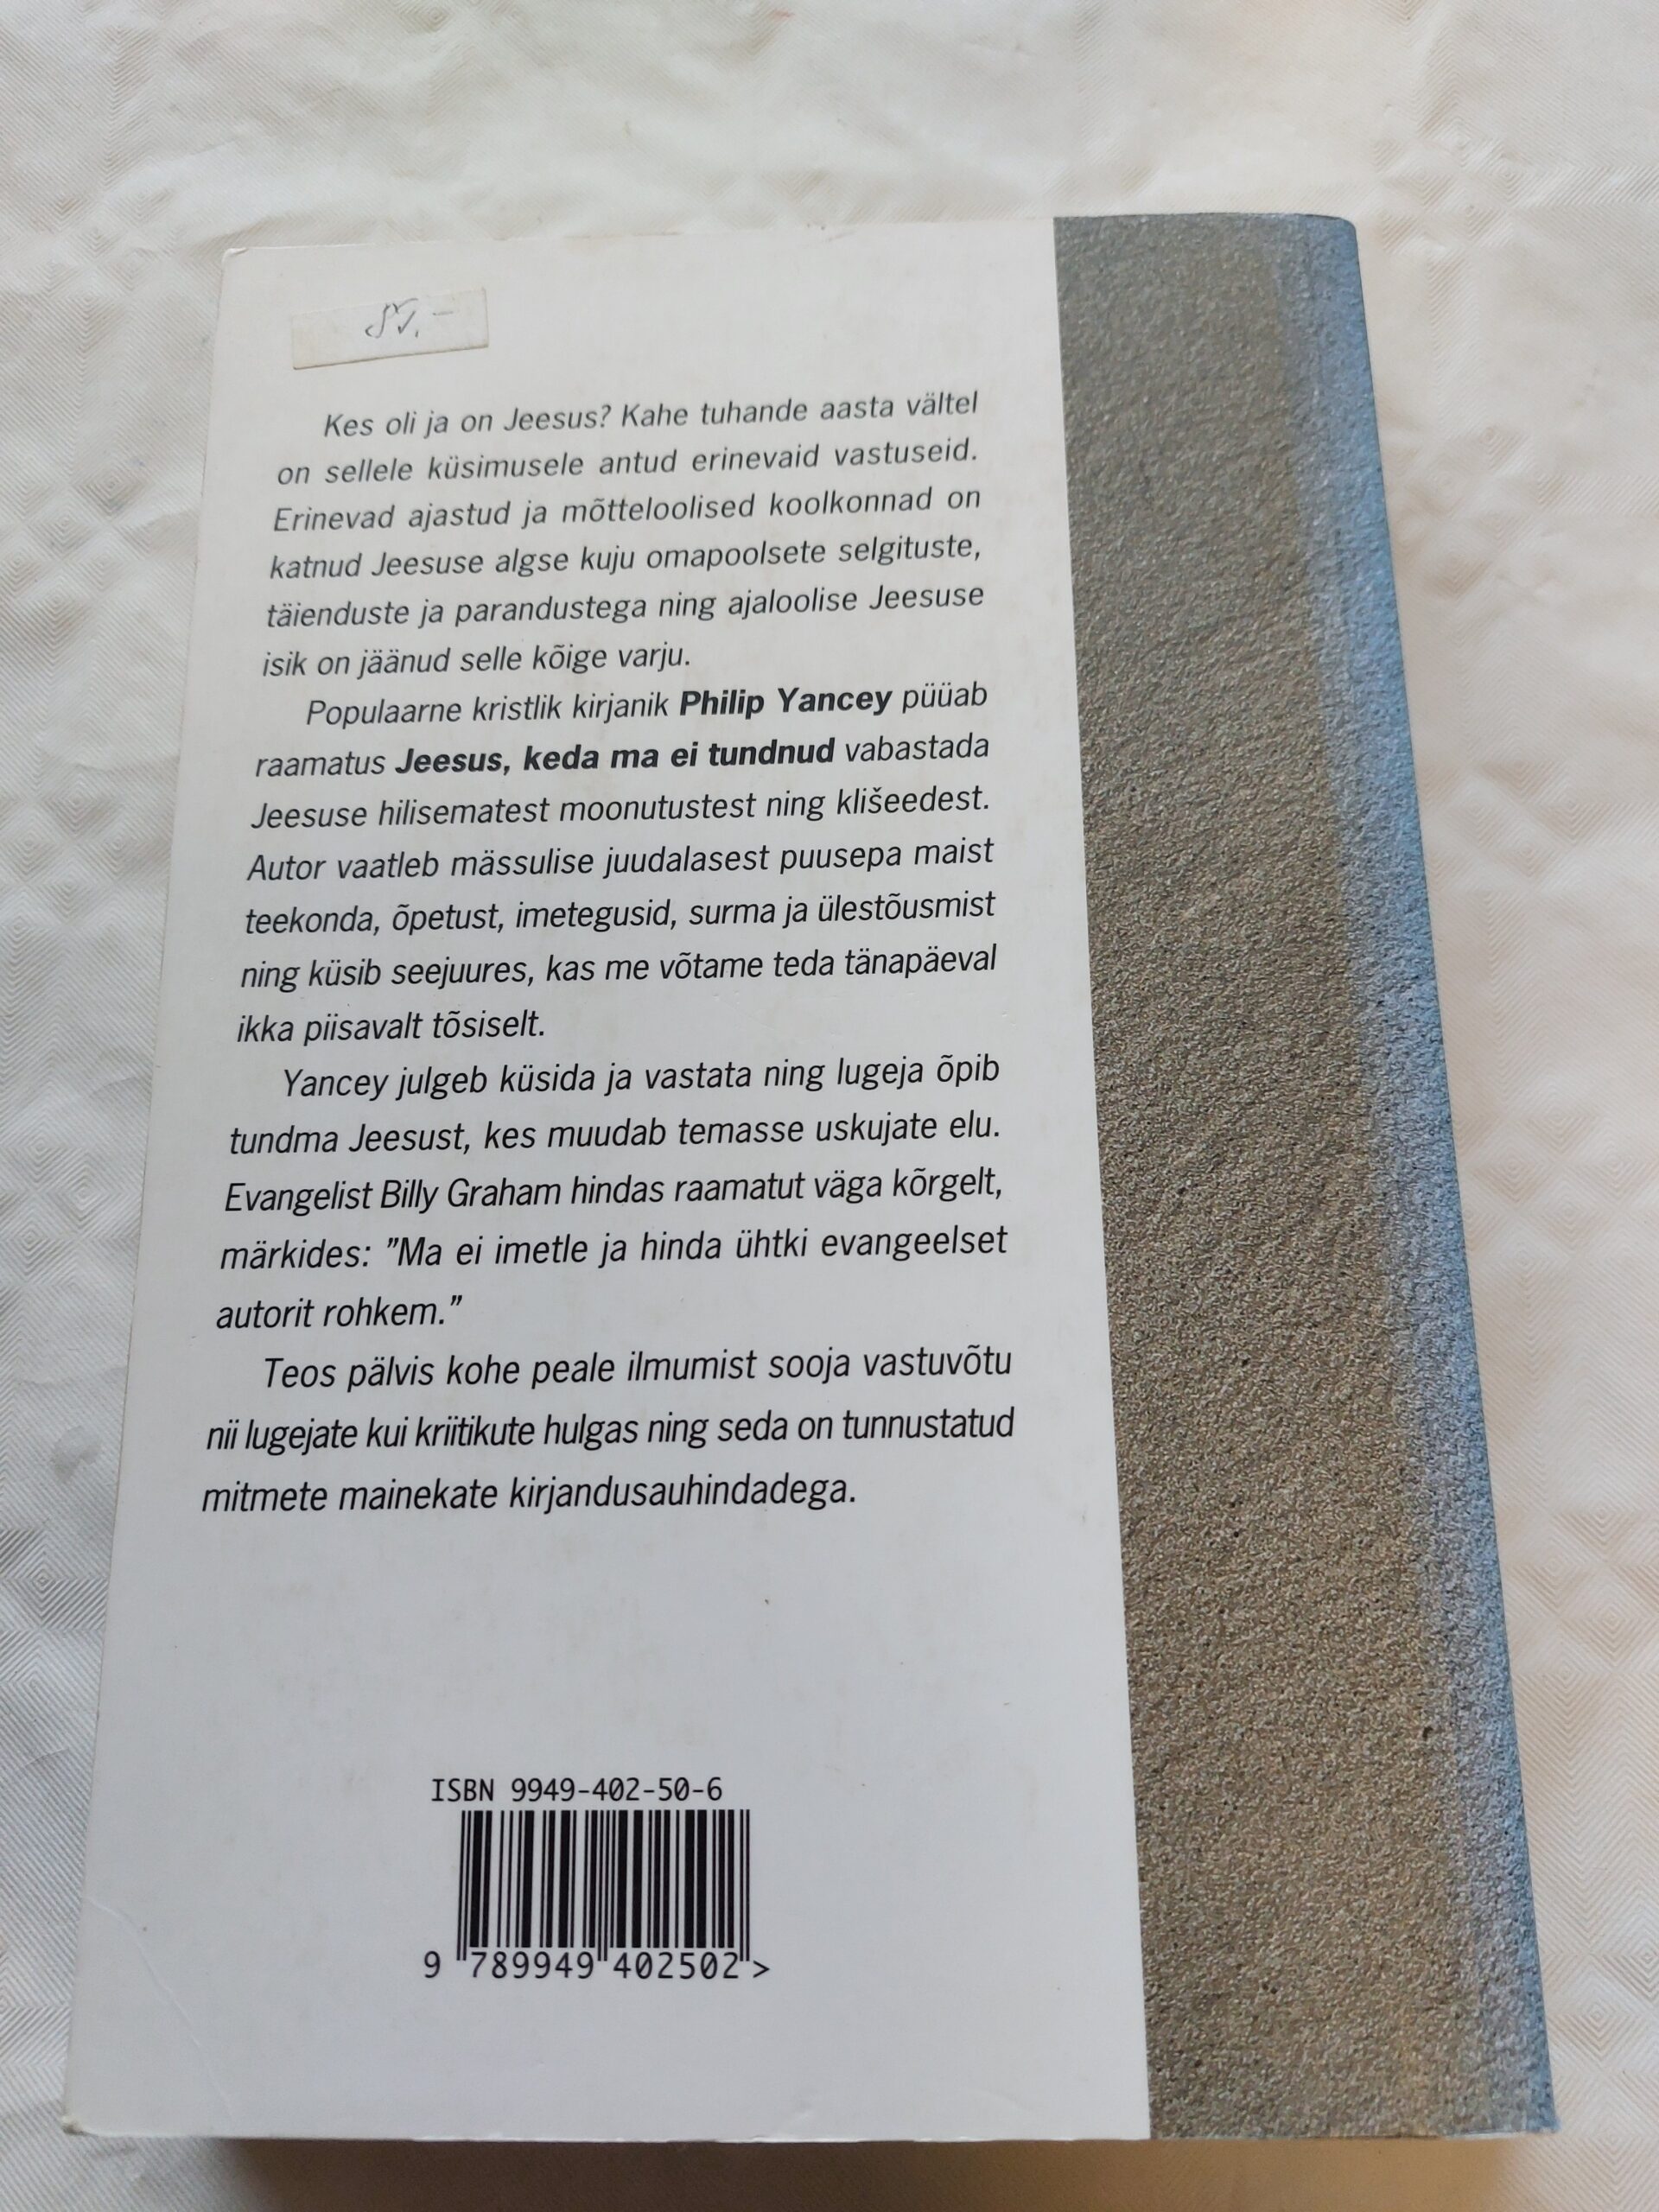 Kes oli ja on Jeesus? Kahe tuhande aasta vältel
on sellele küsimusele antud erinevaid vastuseid.
Erinevad ajastud ja mõtteloolised koolkonnad on
katnud Jeesuse algse kuju omapoolsete selgituste,
täienduste ja parandustega ning ajaloolise Jeesuse
isik on jäänud selle kõige varju.
Populaarne kristlik kirjanik Philip Yancey püüab
raamatus Jeesus, keda ma ei tundnud vabastada
Jeesuse hilisematest moonutustest ning klišeedest.
Autor vaatleb mässulise juudalasest puusepa maist
teekonda, õpetust, imetegusid, surma ja ülestõusmist
ning küsib seejuures, kas me võtame teda tänapäeval
ikka piisavalt tõsiselt.
Yancey julgeb küsida ja vastata ning lugeja õpib
tundma Jeesust, kes muudab temasse uskujate elu.
Evangelist Billy Graham hindas raamatut väga kõrgelt,
märkides: ”Ma ei imetle ja hinda ühtki evangeelset
autorit rohkem.”
Teos pälvis kohe peale ilmumist sooja vastuvõtu
nii lugejate kui kriitikute hulgas ning seda on tunnustatud
mitmete mainekate kirjandusauhindadega.
ISBN 9949-402-50-6
9 789949 402502 >